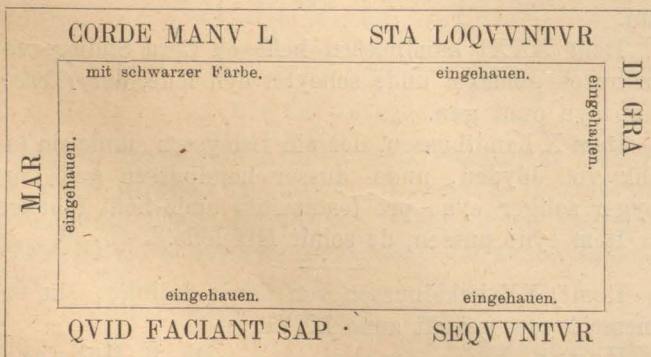 CORDE MANV L STA LOQVVNTVR
mit schwarzer Farbe. eingehauen.
DI GRA
eingehauen
MAR
eingehauen.
eingehauen. eingehauen.
QVID FACIANT SAP · SEQVVNTVR